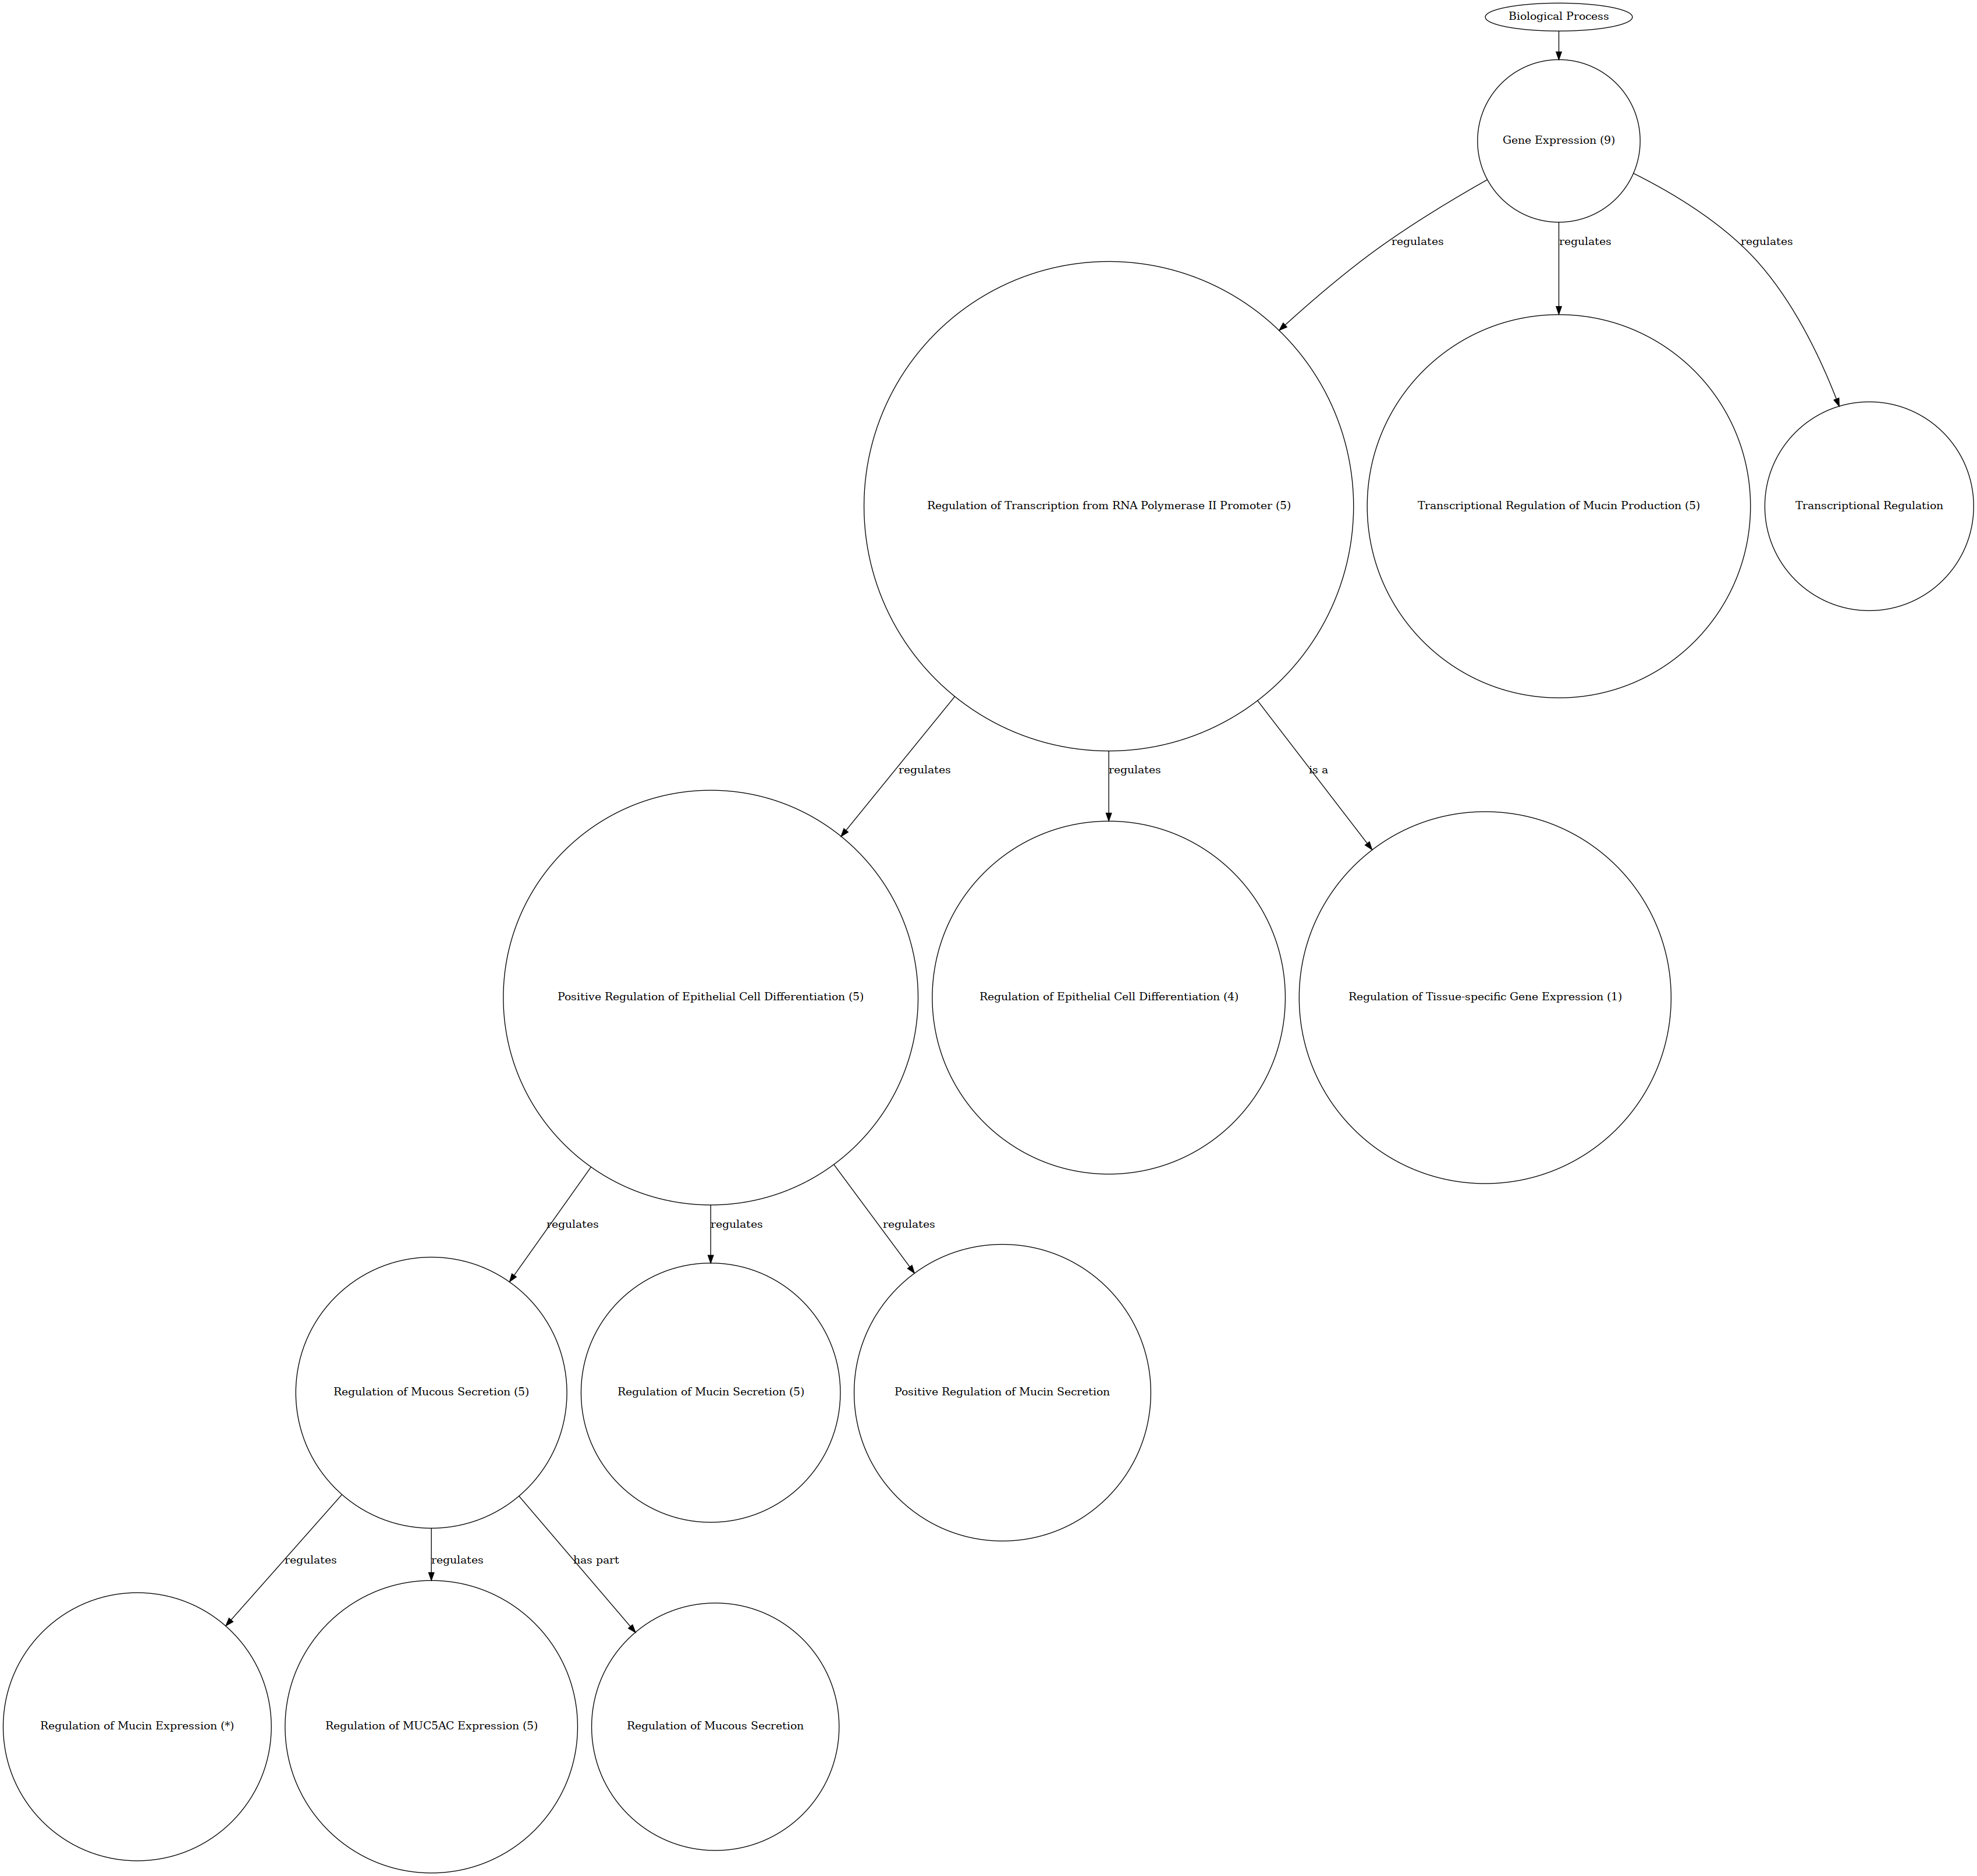 Biological Process
Gene Expression (9)
regulates
regulates
regulates
Regulation of Transcription from RNA Polymerase II Promoter (5)
Transcriptional Regulation of Mucin Production (5)
Transcriptional Regulation
regulates
regulates
is a
Positive Regulation of Epithelial Cell Differentiation (5)
Regulation of Epithelial Cell Differentiation (4)
Regulation of Tissue-specific Gene Expression (1)
regulates
regulates
regulates
Regulation of Mucous Secretion (5)
Regulation of Mucin Secretion (5)
Positive Regulation of Mucin Secretion
regulates
regulates
has part
Regulation of Mucin Expression (*)
Regulation of MUC5AC Expression (5)
Regulation of Mucous Secretion